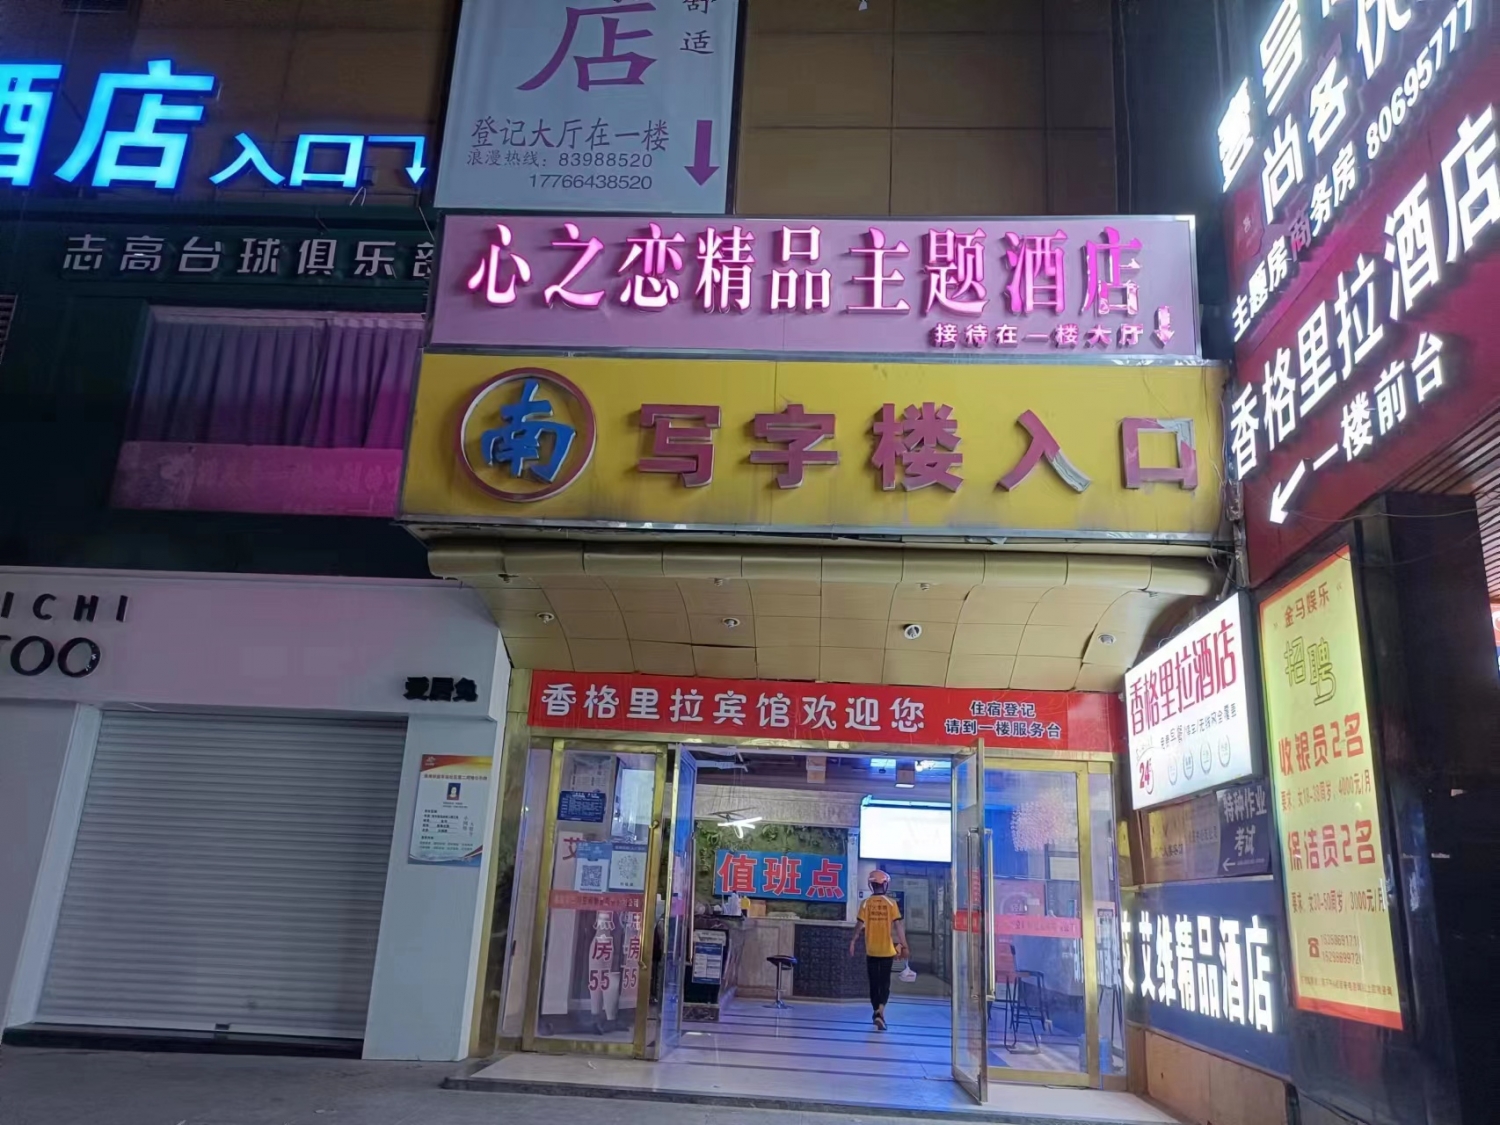 舒适
店
登记大厅在一楼
浪漫热线：83988520
17766438520
酒店入口
志高台球俱乐部
心之恋精品主题酒店
接待在一楼大厅
南 写字楼入口
香格里拉宾馆欢迎您
住宿登记
请到一楼服务台
ICHI
TOO
爱居兔
值班点
房
55
房
55
尚客优
主题房 商务房 80695777
香格里拉酒店
一楼前台
香格里拉酒店
24
特种作业
考试
艾维精品酒店
金马娱乐
招聘
收银员2名
保洁员2名